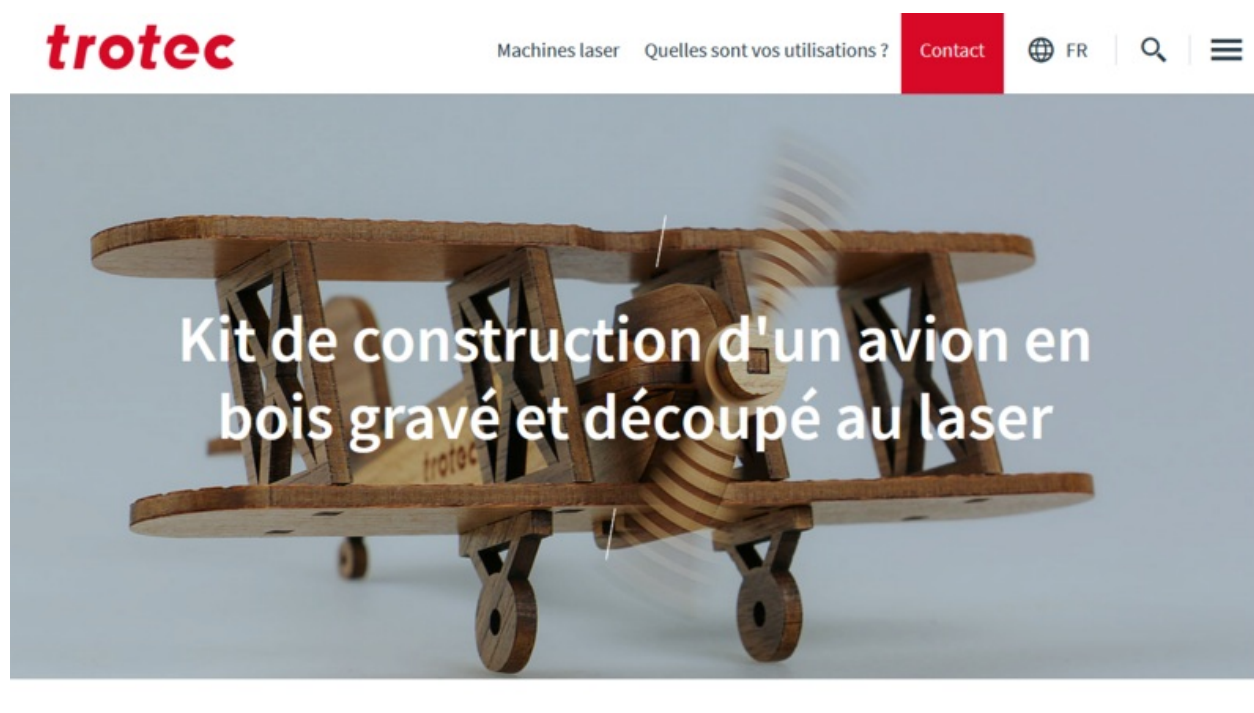 trotec
Machines laser Quelles sont vos utilisations ? Contact FR
Kit de construction d'un avion en
bois gravé et découpé au laser
trotec